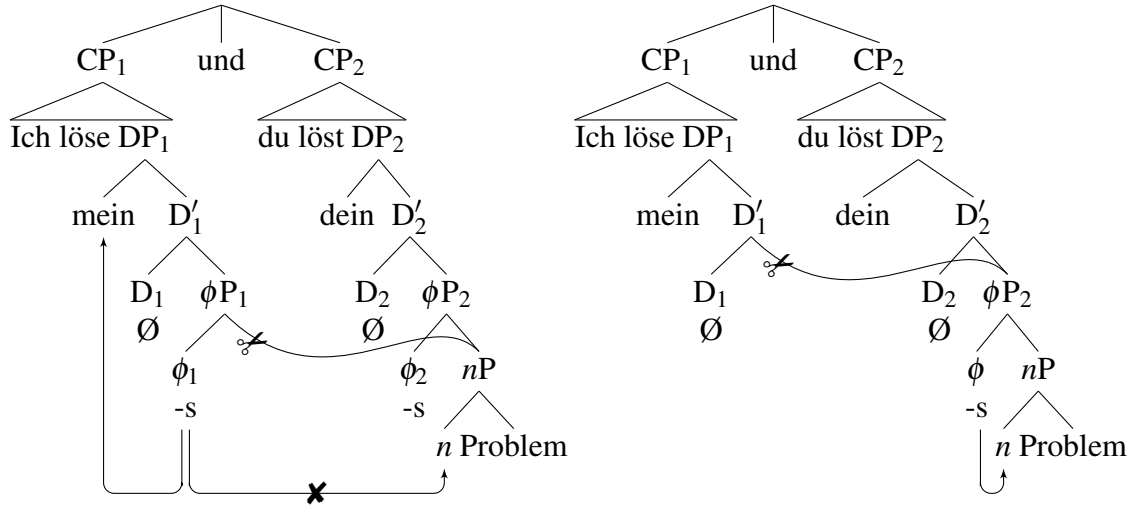 CP₁ und CP₂ CP₁ und CP₂
Ich löse DP₁ du löst DP₂ Ich löse DP₁ du löst DP₂
mein D′₁ dein D′₂ mein D′₁ dein D′₂
D₁ ϕP₁ D₂ ϕP₂ D₁ D₂ ϕP₂
Ø Ø Ø Ø
ϕ₁ ϕ₂ nP ϕ nP
-s -s -s
n Problem n Problem